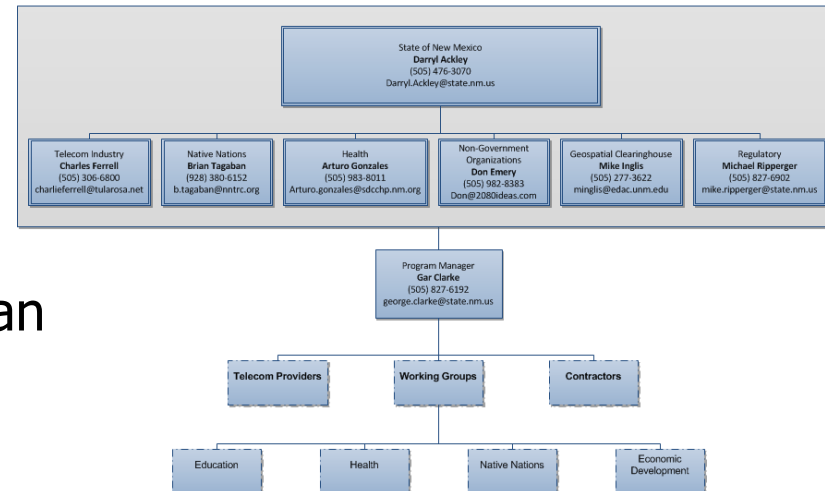 State of New Mexico
Darryl Ackley
(505) 476-3070
Darryl.Ackley@state.nm.us
Telecom Industry
Charles Ferrell
(505) 306-6800
charlieferrell@tularosa.net
Native Nations
Brian Tagaban
(928) 380-6152
b.tagaban@nntrc.org
Health
Arturo Gonzales
(505) 983-8011
Arturo.gonzales@sdcchp.nm.org
Non-Government
Organizations
Don Emery
(505) 982-8383
Don@2080ideas.com
Geospatial Clearinghouse
Mike Inglis
(505) 277-3622
minglis@edac.unm.edu
Regulatory
Michael Ripperger
(505) 827-6902
mike.ripperger@state.nm.us
Program Manager
Gar Clarke
(505) 827-6192
george.clarke@state.nm.us
an
Telecom Providers
Working Groups
Contractors
Education
Health
Native Nations
Economic
Development